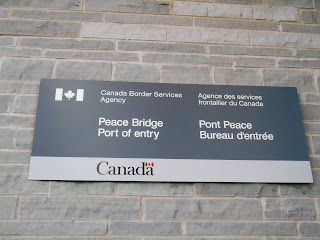 Canada Border Services
Agency
Agence des services
frontalier du Canada
Peace Bridge
Port of entry
Pont Peace
Bureau d'entrée
Canada